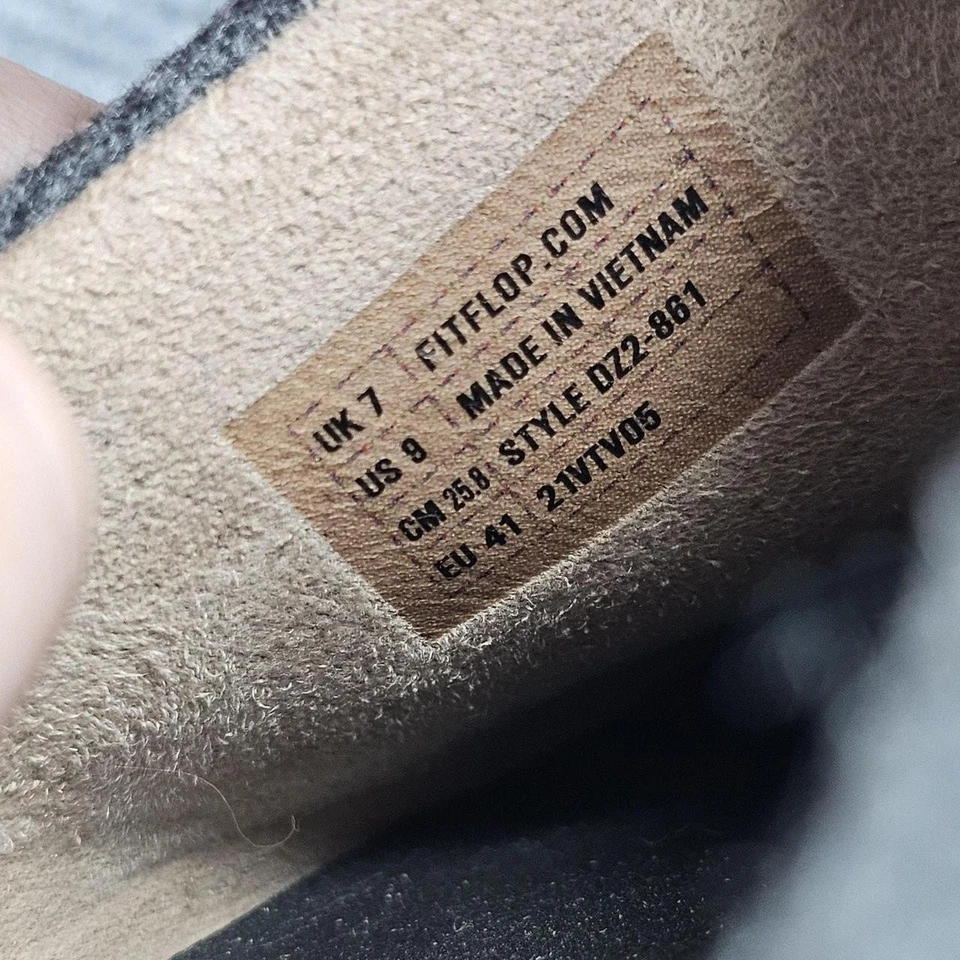 UK 7 FITFLOP.COM
US 9 MADE IN VIETNAM
CM 25.8 STYLE DZ2-861
EU 41 21VTV05